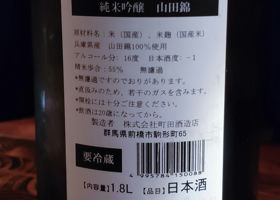 純米吟醸 山田錦
原材料名：米（国産）、米麹（国産米）
兵庫県産 山田錦100%使用
アルコール分：16度 日本酒度：-1
精米歩合：55% 無濾過
*無濾過ですのでおりがあります。
*直汲みのため、若干のガスを含みます。
*開栓には十分ご注意ください。
*飲酒は20歳になってから。
製造者 株式会社町田酒造店
群馬県前橋市駒形町65
要冷蔵
4995784150088
【内容量】1.8L 【品目】日本酒